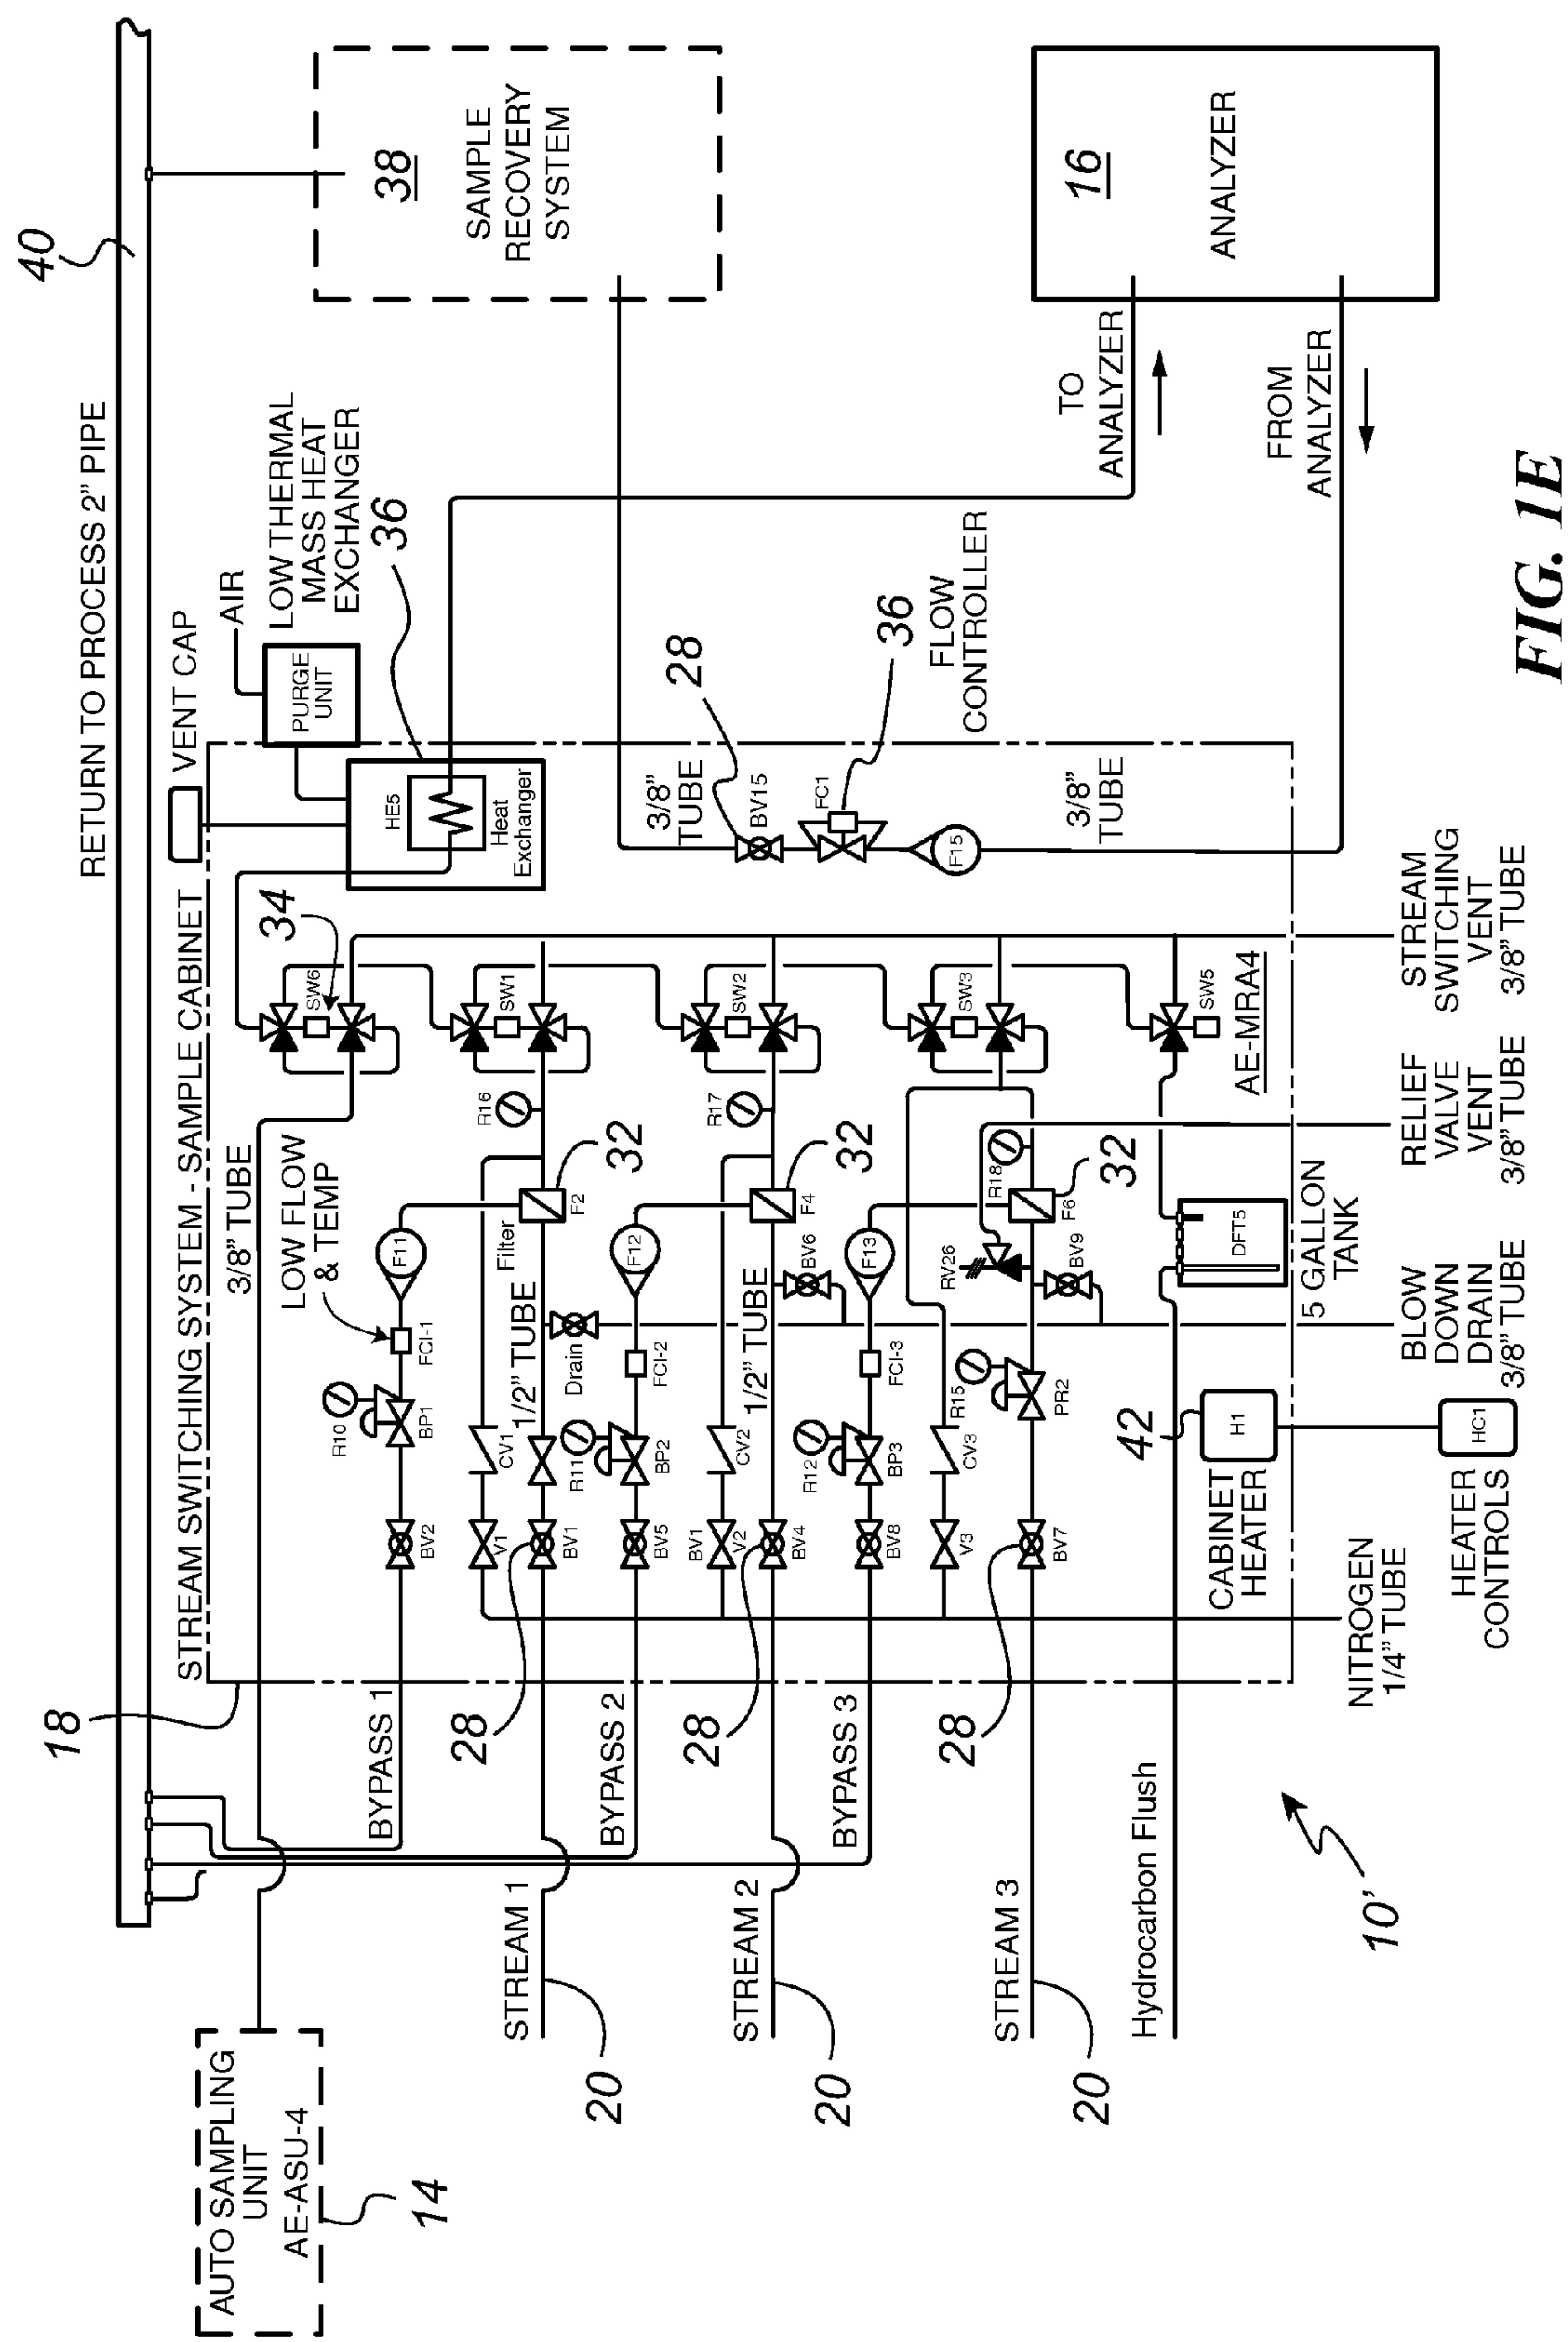 RETURN TO PROCESS 2" PIPE
40
18
STREAM SWITCHING SYSTEM - SAMPLE CABINET
VENT CAP
AIR
PURGE
UNIT
LOW THERMAL
MASS HEAT
EXCHANGER
36
HE5
Heat
Exchanger
38
SAMPLE
RECOVERY
SYSTEM
AUTO SAMPLING
UNIT
AE-ASU-4
14
3/8" TUBE
LOW FLOW
& TEMP
34
SW6
BYPASS 1
BV2
R10
BP1
FCI-1
F11
V1
CV1
R16
SW1
STREAM 1
20
28
BV1
1/2" TUBE
Filter
F2
32
Drain
BYPASS 2
BV5
R11
BP2
FCI-2
F12
BV1
V2
CV2
R17
SW2
STREAM 2
20
28
BV4
1/2" TUBE
BV6
F4
32
BYPASS 3
BV8
R12
BP3
FCI-3
F13
V3
CV3
SW3
STREAM 3
20
28
BV7
R15
PR2
RV26
BV9
R18
F6
32
3/8"
TUBE
28
BV15
FC1
36
FLOW
CONTROLLER
F15
3/8"
TUBE
TO
ANALYZER
FROM
ANALYZER
16
ANALYZER
Hydrocarbon Flush
42
H1
CABINET
HEATER
DFT5
5 GALLON
TANK
SW5
AE-MRA4
10'
NITROGEN
1/4" TUBE
HC1
HEATER
CONTROLS
BLOW
DOWN
DRAIN
3/8" TUBE
RELIEF
VALVE
VENT
3/8" TUBE
STREAM
SWITCHING
VENT
3/8" TUBE
FIG. 1E